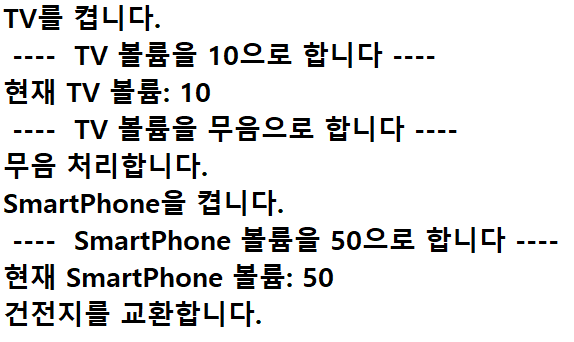 TV를 켭니다.
---- TV 볼륨을 10으로 합니다 ----
현재 TV 볼륨: 10
---- TV 볼륨을 무음으로 합니다 ----
무음 처리합니다.
SmartPhone을 켭니다.
---- SmartPhone 볼륨을 50으로 합니다 ----
현재 SmartPhone 볼륨: 50
건전지를 교환합니다.